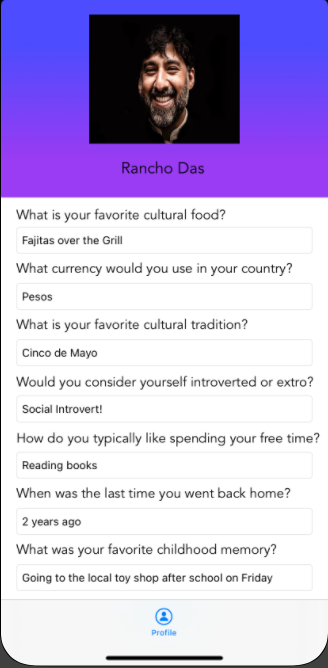 Rancho Das
What is your favorite cultural food?
Fajitas over the Grill
What currency would you use in your country?
Pesos
What is your favorite cultural tradition?
Cinco de Mayo
Would you consider yourself introverted or extro?
Social Introvert!
How do you typically like spending your free time?
Reading books
When was the last time you went back home?
2 years ago
What was your favorite childhood memory?
Going to the local toy shop after school on Friday
Profile